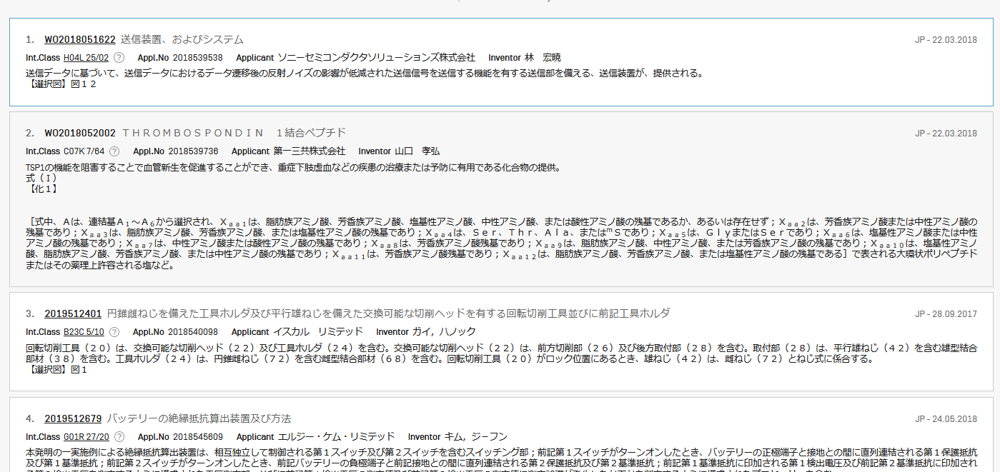 1. WO2018051622 送信装置、およびシステム JP - 22.03.2018
Int.Class H04L 25/02 ? Appl.No 2018539538 Applicant ソニーセミコンダクタソリューションズ株式会社 Inventor 林　宏暁
送信データに基づいて、送信データにおけるデータ遷移後の反射ノイズの影響が低減された送信信号を送信する機能を有する送信部を備える、送信装置が、提供される。
【選択図】図１２
2. WO2018052002 ＴＨＲＯＭＢＯＳＰＯＮＤＩＮ　１結合ペプチド JP - 22.03.2018
Int.Class C07K 7/64 ? Appl.No 2018539736 Applicant 第一三共株式会社 Inventor 山口　孝弘
TSP1の機能を阻害することで血管新生を促進することができ、重症下肢虚血などの疾患の治療または予防に有用である化合物の提供。
式（Ｉ）
【化１】
［式中、Ａは、連結基Ａ₁～Ａ₆から選択され、Ｘａａ１は、脂肪族アミノ酸、芳香族アミノ酸、塩基性アミノ酸、中性アミノ酸、または酸性アミノ酸の残基であるか、あるいは存在せず；Ｘａａ２は、芳香族アミノ酸または中性アミノ酸の
残基であり；Ｘａａ３は、脂肪族アミノ酸、芳香族アミノ酸、または塩基性アミノ酸の残基であり；Ｘａａ４は、Ｓｅｒ、Ｔｈｒ、Ａｌａ、またはᵐＳであり；Ｘａａ５は、ＧｌｙまたはＳｅｒであり；Ｘａａ６は、塩基性アミノ酸または中性
アミノ酸の残基であり；Ｘａａ７は、中性アミノ酸または酸性アミノ酸の残基であり；Ｘａａ８は、芳香族アミノ酸残基であり；Ｘａａ９は、脂肪族アミノ酸、中性アミノ酸、または芳香族アミノ酸の残基であり；Ｘａａ１０は、塩基性アミノ
酸、脂肪族アミノ酸、芳香族アミノ酸、または中性アミノ酸の残基であり；Ｘａａ１１は、芳香族アミノ酸残基であり；Ｘａａ１２は、脂肪族アミノ酸、芳香族アミノ酸、または塩基性アミノ酸の残基である］で表される大環状ポリペプチド
またはその薬理上許容される塩など。
3. 2019512401 円錐雌ねじを備えた工具ホルダ及び平行雄ねじを備えた交換可能な切削ヘッドを有する回転切削工具並びに前記工具ホルダ JP - 28.09.2017
Int.Class B23C 5/10 ? Appl.No 2018540098 Applicant イスカル　リミテッド Inventor ガイ，ハノック
回転切削工具（２０）は、交換可能な切削ヘッド（２２）及び工具ホルダ（２４）を含む。交換可能な切削ヘッド（２２）は、前方切削部（２６）及び後方取付部（２８）を含む。取付部（２８）は、平行雄ねじ（４２）を含む雄型結合
部材（３８）を含む。工具ホルダ（２４）は、円錐雌ねじ（７２）を含む雌型結合部材（６８）を含む。回転切削工具（２０）がロック位置にあるとき、雄ねじ（４２）は、雌ねじ（７２）とねじ式に係合する。
【選択図】図１
4. 2019512679 バッテリーの絶縁抵抗算出装置及び方法 JP - 24.05.2018
Int.Class G01R 27/20 ? Appl.No 2018545609 Applicant エルジー・ケム・リミテッド Inventor キム，ジ－フン
本発明の一実施例による絶縁抵抗算出装置は、相互独立して制御される第１スイッチ及び第２スイッチを含むスイッチング部；前記第１スイッチがターンオンしたとき、バッテリーの正極端子と接地との間に直列連結される第１保護抵抗
及び第１基準抵抗；前記第２スイッチがターンオンしたとき、前記バッテリーの負極端子と前記接地との間に直列連結される第２保護抵抗及び第２基準抵抗；前記第１基準抵抗に印加される第１検出電圧及び前記第２基準抵抗に印加され